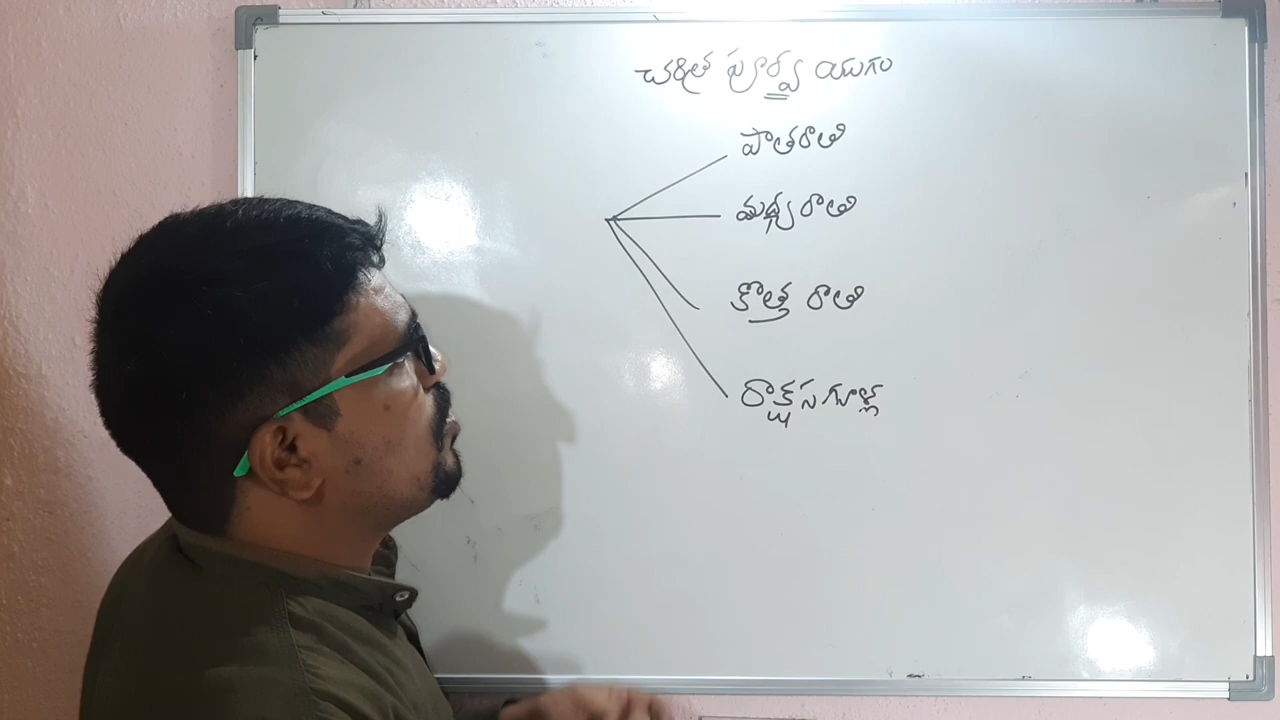 చరిత్ర పూర్వ యుగం
పాతరాతి
మధ్య రాతి
కొత్త రాతి
రాక్షసగూళ్ల